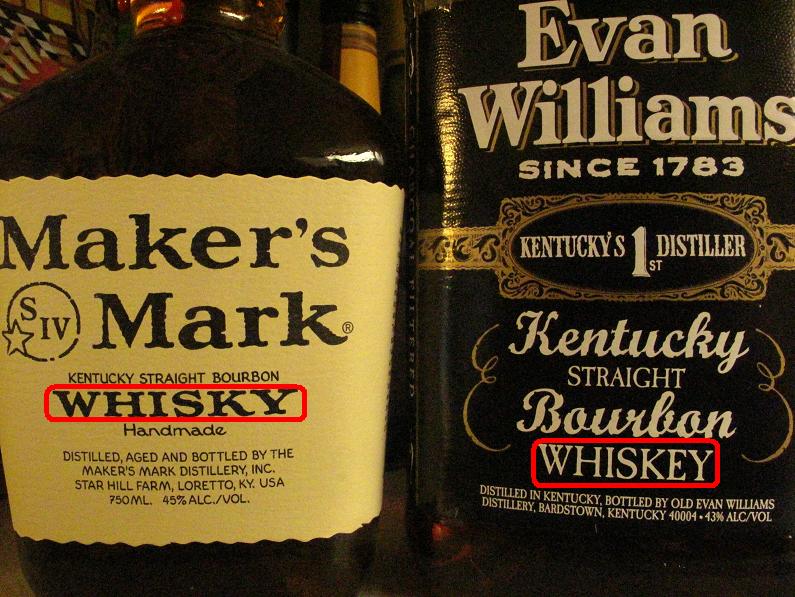 Maker's
SIV Mark®
KENTUCKY STRAIGHT BOURBON
WHISKY
Handmade
DISTILLED, AGED AND BOTTLED BY THE
MAKER'S MARK DISTILLERY, INC.
STAR HILL FARM, LORETTO, KY. USA
750ML. 45% ALC./VOL.
Evan
Williams
SINCE 1783
KENTUCKY'S 1ST DISTILLER
Kentucky
STRAIGHT
Bourbon
WHISKEY
DISTILLED IN KENTUCKY, BOTTLED BY OLD EVAN WILLIAMS
DISTILLERY, BARDSTOWN, KENTUCKY 40004 • 43% ALC/VOL